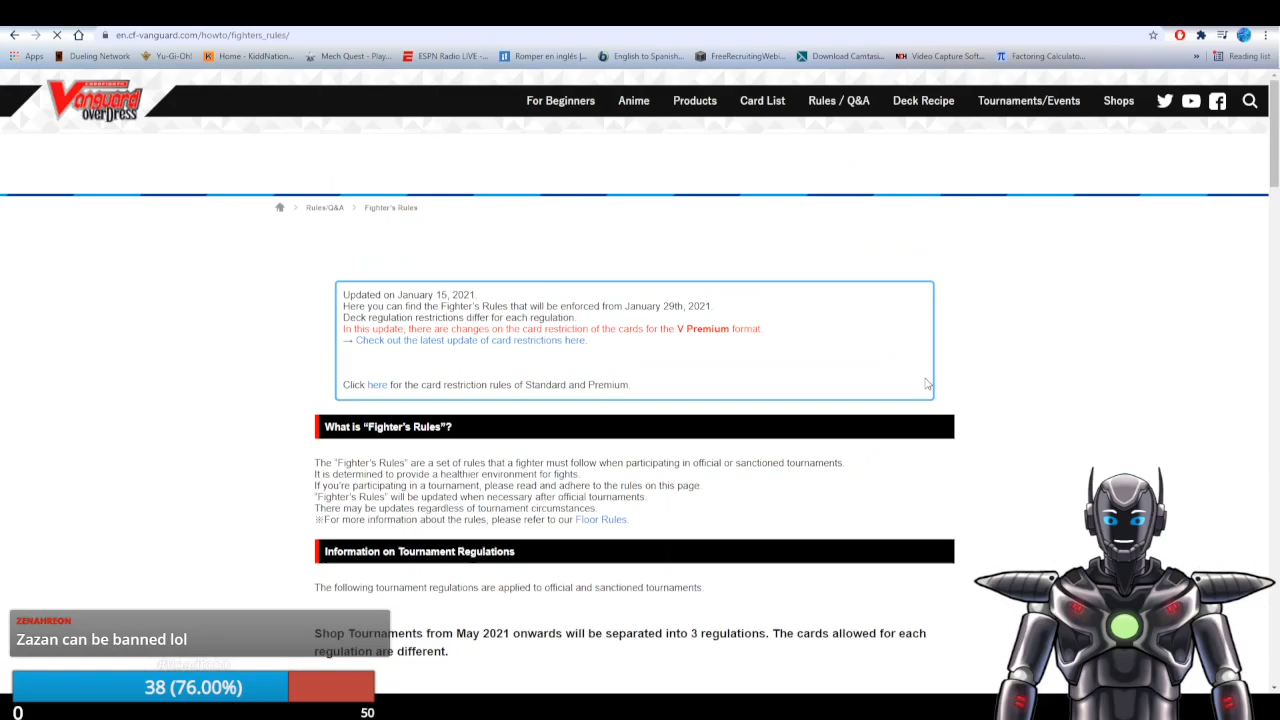 en.cf-vanguard.com/howto/fighters_rules/
Apps Dueling Network Yu-Gi-Oh! Home - KiddNation... Mech Quest - Play... ESPN Radio LIVE -... Romper en inglés |... English to Spanish... FreeRecruitingWebi... Download Camtasi... Video Capture Soft... Factoring Calculato... » Reading list
CARDFIGHT!!
Vanguard
overDress
For Beginners Anime Products Card List Rules / Q&A Deck Recipe Tournaments/Events Shops
Rules/Q&A Fighter's Rules
Updated on January 15, 2021.
Here you can find the Fighter's Rules that will be enforced from January 29th, 2021.
Deck regulation restrictions differ for each regulation.
In this update, there are changes on the card restriction of the cards for the V Premium format.
→ Check out the latest update of card restrictions here.
Click here for the card restriction rules of Standard and Premium.
What is “Fighter's Rules”?
The “Fighter's Rules” are a set of rules that a fighter must follow when participating in official or sanctioned tournaments.
It is determined to provide a healthier environment for fights.
If you're participating in a tournament, please read and adhere to the rules on this page.
“Fighter's Rules” will be updated when necessary after official tournaments.
There may be updates regardless of tournament circumstances.
※For more information about the rules, please refer to our Floor Rules.
Information on Tournament Regulations
The following tournament regulations are applied to official and sanctioned tournaments.
Shop Tournaments from May 2021 onwards will be separated into 3 regulations. The cards allowed for each
regulation are different.
ZENAHREON
Zazan can be banned lol
38 (76.00%)
0 50